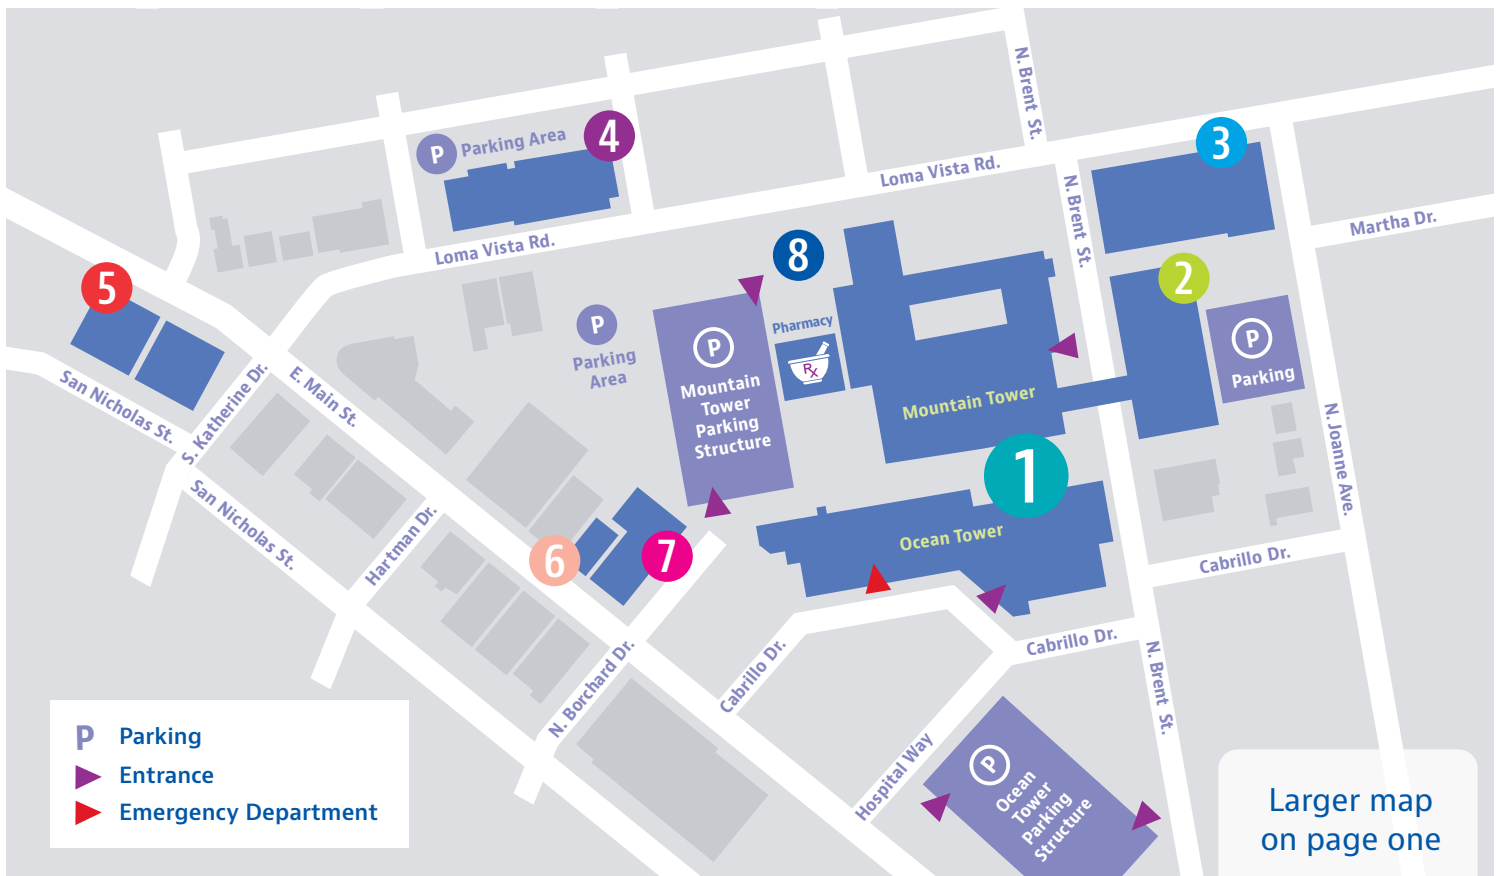 N. Brent St.
4
P
Parking Area
3
Loma Vista Rd.
N. Brent St.
Martha Dr.
Loma Vista Rd.
8
5
2
P
Parking
Area
Pharmacy
Rx
P
Mountain
Tower
Parking
Structure
P
Parking
Mountain Tower
San Nicholas St.
S. Katherine Dr.
E. Main St.
N. Joanne Ave.
1
San Nicholas St.
Hartman Dr.
6
7
Ocean Tower
Cabrillo Dr.
Cabrillo Dr.
N. Borchard Dr.
Cabrillo Dr.
N. Brent St.
Hospital Way
P
Ocean
Tower
Parking
Structure
P Parking
Entrance
Emergency Department
Larger map
on page one